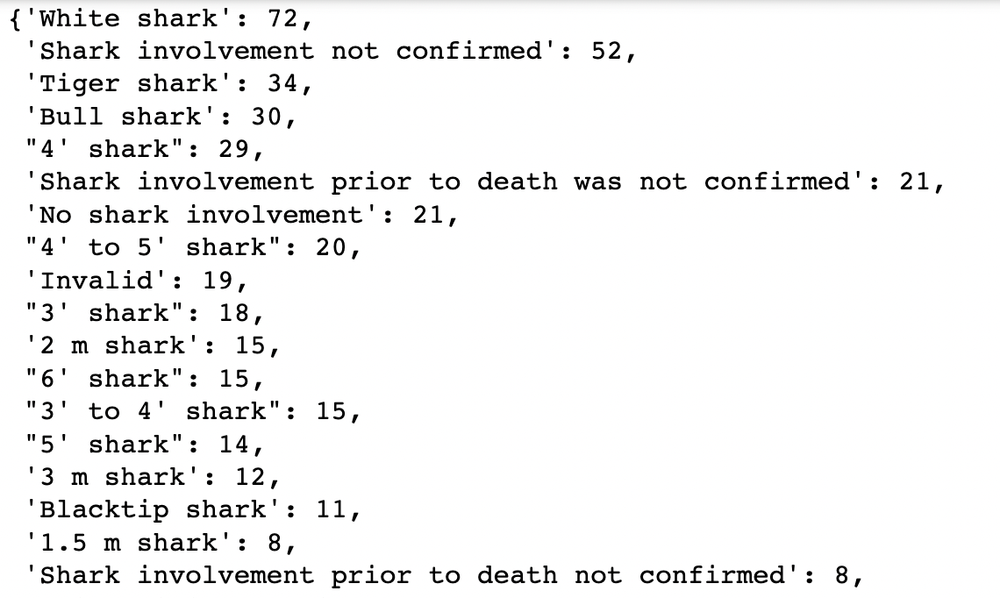 {'White shark': 72,
'Shark involvement not confirmed': 52,
'Tiger shark': 34,
'Bull shark': 30,
"4' shark": 29,
'Shark involvement prior to death was not confirmed': 21,
'No shark involvement': 21,
"4' to 5' shark": 20,
'Invalid': 19,
"3' shark": 18,
'2 m shark': 15,
"6' shark": 15,
"3' to 4' shark": 15,
"5' shark": 14,
'3 m shark': 12,
'Blacktip shark': 11,
'1.5 m shark': 8,
'Shark involvement prior to death not confirmed': 8,